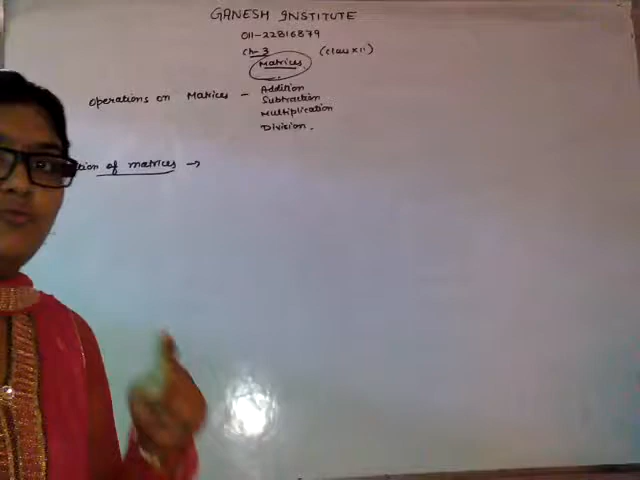 GANESH INSTITUTE
011-22816879
Ch-3 (Class XII)
Matrices.
Operations on Matrices - Addition
Subtraction
Multiplication
Division.
of matrices →